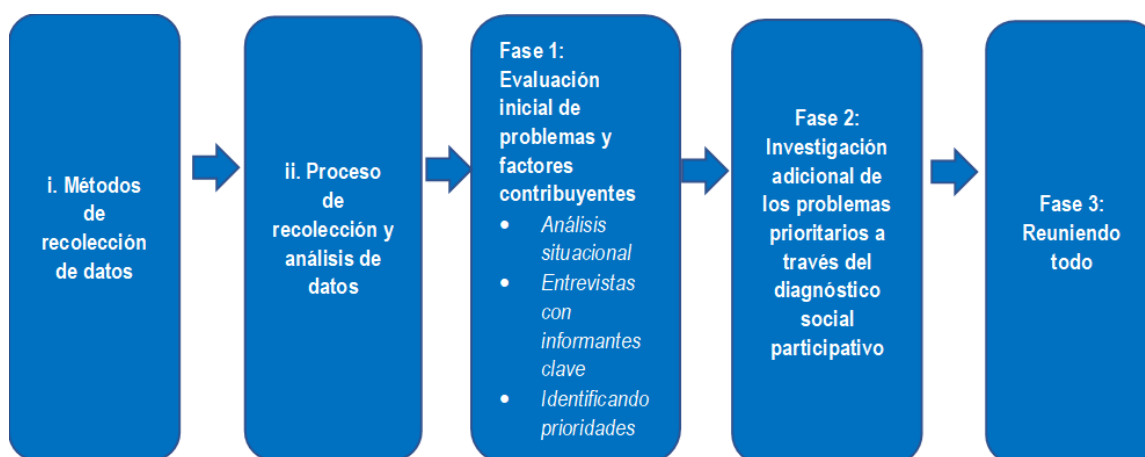 i. Métodos
de
recolección
de datos
ii. Proceso
de
recolección y
análisis de
datos
Fase 1:
Evaluación
inicial de
problemas y
factores
contribuyentes
• Análisis
situacional
• Entrevistas
con
informantes
clave
• Identificando
prioridades
Fase 2:
Investigación
adicional de
los problemas
prioritarios a
través del
diagnóstico
social
participativo
Fase 3:
Reuniendo
todo